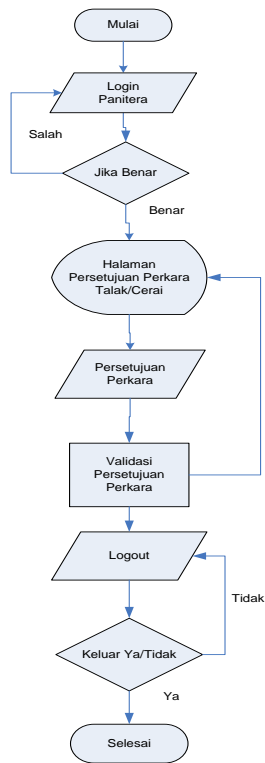 Mulai
Login
Panitera
Salah
Jika Benar
Benar
Halaman
Persetujuan Perkara
Talak/Cerai
Persetujuan
Perkara
Validasi
Persetujuan
Perkara
Logout
Tidak
Keluar Ya/Tidak
Ya
Selesai